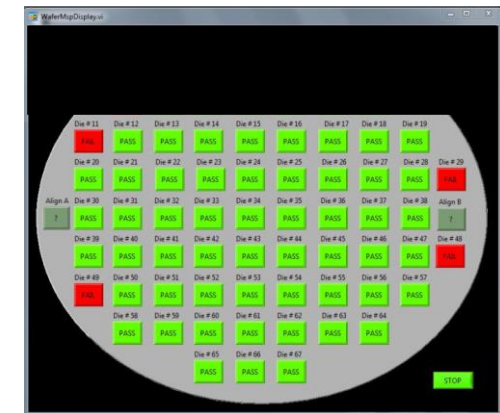 WaferMspDisplay.vi
Die # 11 Die # 12 Die # 13 Die # 14 Die # 15 Die # 16 Die # 17 Die # 18 Die # 19
FAIL PASS PASS PASS PASS PASS PASS PASS PASS
Die # 20 Die # 21 Die # 22 Die # 23 Die # 24 Die # 25 Die # 26 Die # 27 Die # 28 Die # 29
PASS PASS PASS PASS PASS PASS PASS PASS PASS FAIL
Align A Die # 30 Die # 31 Die # 32 Die # 33 Die # 34 Die # 35 Die # 36 Die # 37 Die # 38 Align B
? PASS PASS PASS PASS PASS PASS PASS PASS PASS ?
Die # 39 Die # 40 Die # 41 Die # 42 Die # 43 Die # 44 Die # 45 Die # 46 Die # 47 Die # 48
PASS PASS PASS PASS PASS PASS PASS PASS PASS FAIL
Die # 49 Die # 50 Die # 51 Die # 52 Die # 53 Die # 54 Die # 55 Die # 56 Die # 57
FAIL PASS PASS PASS PASS PASS PASS PASS PASS
Die # 58 Die # 59 Die # 60 Die # 61 Die # 62 Die # 63 Die # 64
PASS PASS PASS PASS PASS PASS PASS
Die # 65 Die # 66 Die # 67
PASS PASS PASS
STOP